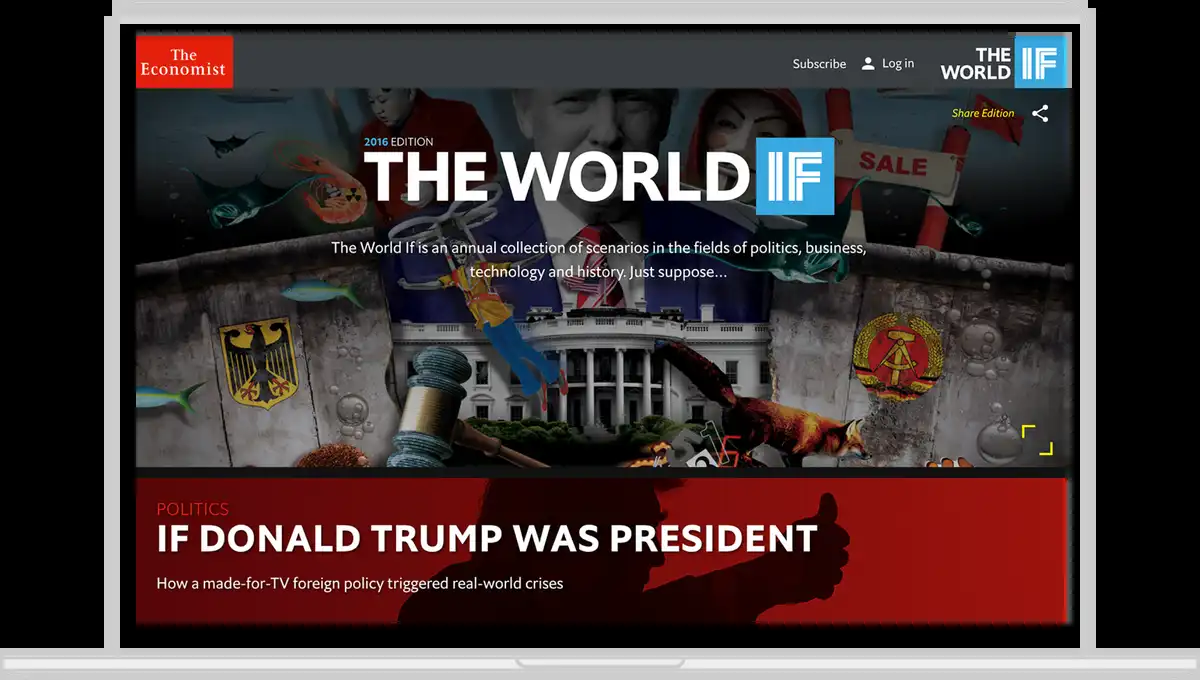 The
Economist
Subscribe
Log in
THE
WORLD IF
Share Edition
2016 EDITION
THE WORLD IF
SALE
The World If is an annual collection of scenarios in the fields of politics, business,
technology and history. Just suppose...
POLITICS
IF DONALD TRUMP WAS PRESIDENT
How a made-for-TV foreign policy triggered real-world crises